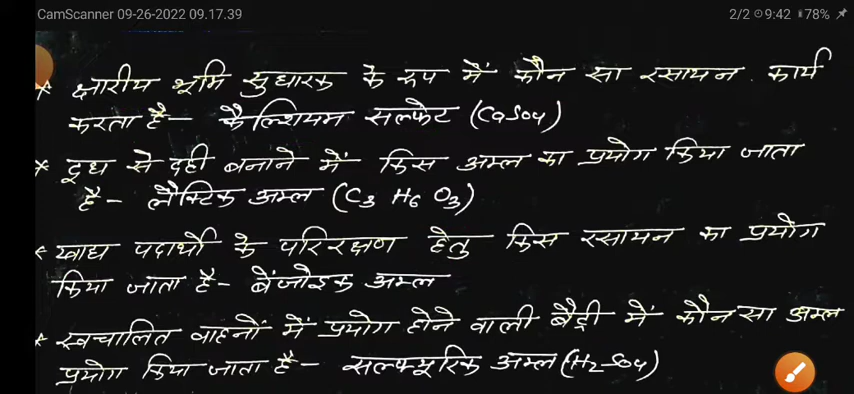 CamScanner 09-26-2022 09.17.39 2/2 9:42 78%
* क्षारीय भूमि सुधारक के रूप में कौन सा रसायन कार्य
करता है - कैल्शियम सल्फेट (CaSO4)
* दूध से दही बनाने में किस अम्ल का प्रयोग किया जाता
है - लैक्टिक अम्ल (C3 H6 O3)
* खाद्य पदार्थो के परिरक्षण हेतु किस रसायन का प्रयोग
किया जाता है - बेंजोइक अम्ल
* स्वचालित वाहनों में प्रयोग होने वाली बैट्री में कौन सा अम्ल
प्रयोग किया जाता है - सल्फ्यूरिक अम्ल (H2SO4)